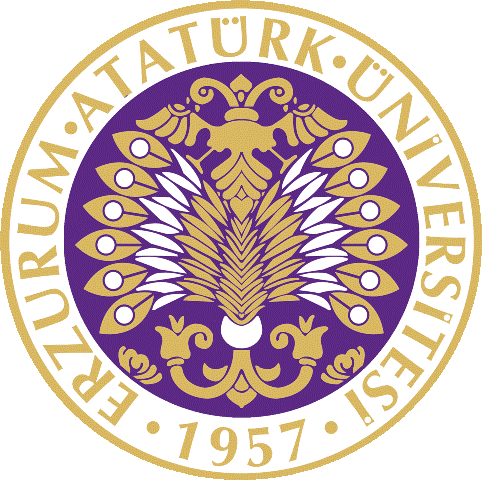 ERZURUM • ATATÜRK • ÜNİVERSİTESİ
• 1957 •